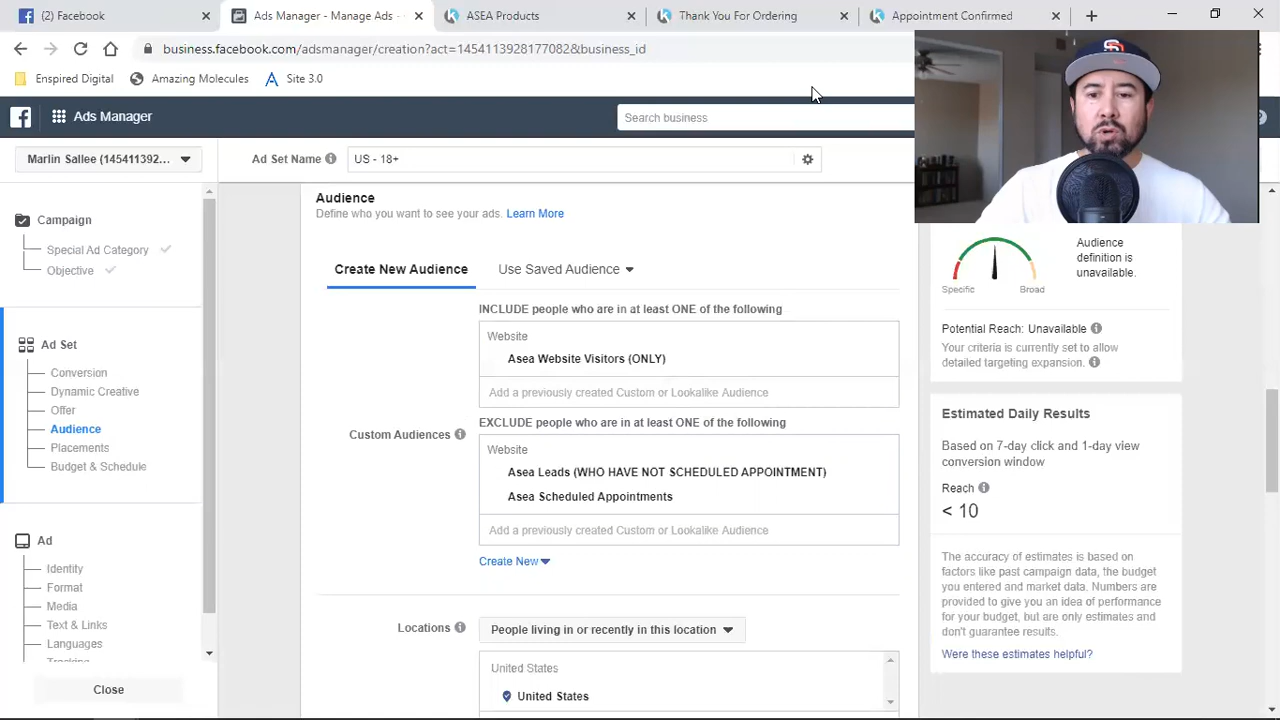 (2) Facebook
Ads Manager - Manage Ads -
ASEA Products
Thank You For Ordering
Appointment Confirmed
business.facebook.com/adsmanager/creation?act=1454113928177082&business_id
Enspired Digital
Amazing Molecules
Site 3.0
Ads Manager
Search business
Marlin Sallee (145411392...
Ad Set Name
US - 18+
Campaign
Special Ad Category
Objective
Ad Set
Conversion
Dynamic Creative
Offer
Audience
Placements
Budget & Schedule
Ad
Identity
Format
Media
Text & Links
Languages
Tracking
Close
Audience
Define who you want to see your ads. Learn More
Create New Audience
Use Saved Audience
INCLUDE people who are in at least ONE of the following
Website
Asea Website Visitors (ONLY)
Add a previously created Custom or Lookalike Audience
EXCLUDE people who are in at least ONE of the following
Custom Audiences
Website
Asea Leads (WHO HAVE NOT SCHEDULED APPOINTMENT)
Asea Scheduled Appointments
Add a previously created Custom or Lookalike Audience
Create New
Locations
People living in or recently in this location
United States
United States
Specific
Broad
Audience
definition is
unavailable.
Potential Reach: Unavailable
Your criteria is currently set to allow
detailed targeting expansion.
Estimated Daily Results
Based on 7-day click and 1-day view
conversion window
Reach
< 10
The accuracy of estimates is based on
factors like past campaign data, the budget
you entered and market data. Numbers are
provided to give you an idea of performance
for your budget, but are only estimates and
don't guarantee results.
Were these estimates helpful?